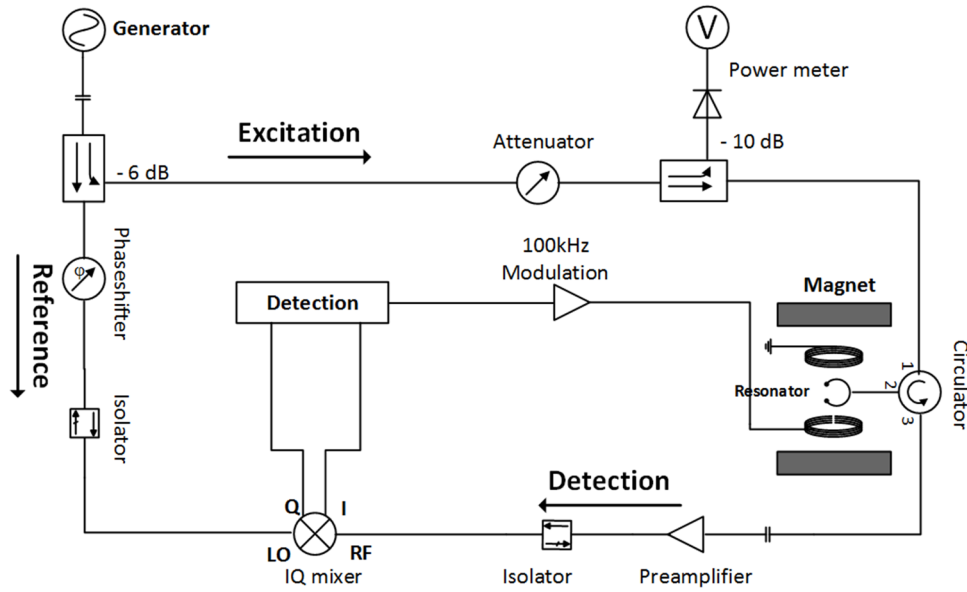 Generator
V
Power meter
Excitation
Attenuator
- 10 dB
- 6 dB
Phaseshifter
φ
100kHz
Modulation
Reference
Detection
Magnet
Circulator
1
Resonator
2
3
Isolator
Detection
Q
I
LO
RF
IQ mixer
Isolator
Preamplifier